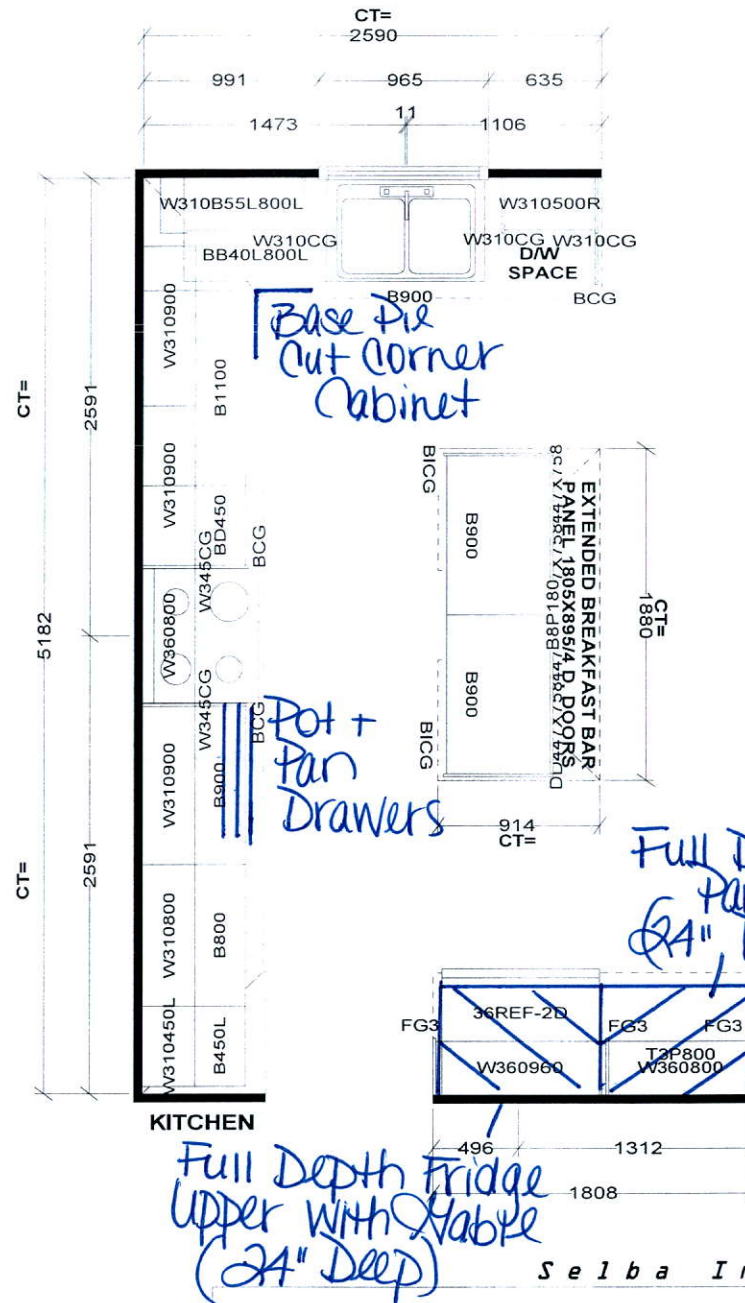 CT=
2590
991 965 635
1473 11 1106
W310B55L800L
W310500R
W310CG
W310CG W310CG
BB40L800L
D/W
SPACE
B900
BCG
Base Pie
Cut Corner
Cabinet
W310900
B1100
CT=
2591
5182
W310900
BD450
W345CG
BCG
W360800
W345CG
BCG
W310900
B900
Pot +
Pan
Drawers
CT=
2591
W310800
B800
W310450L
B450L
KITCHEN
BICG
B900
B900
BICG
EXTENDED BREAKFAST BAR
PANEL 1805X895/4 D. DOORS
CT=
1880
914
CT=
Full
(24"
36REF-2D
FG3
FG3
FG3
W360960
T3P800
W360800
496 1312
1808
Full Depth Fridge
Upper with Gable
(24" Deep)
Selba